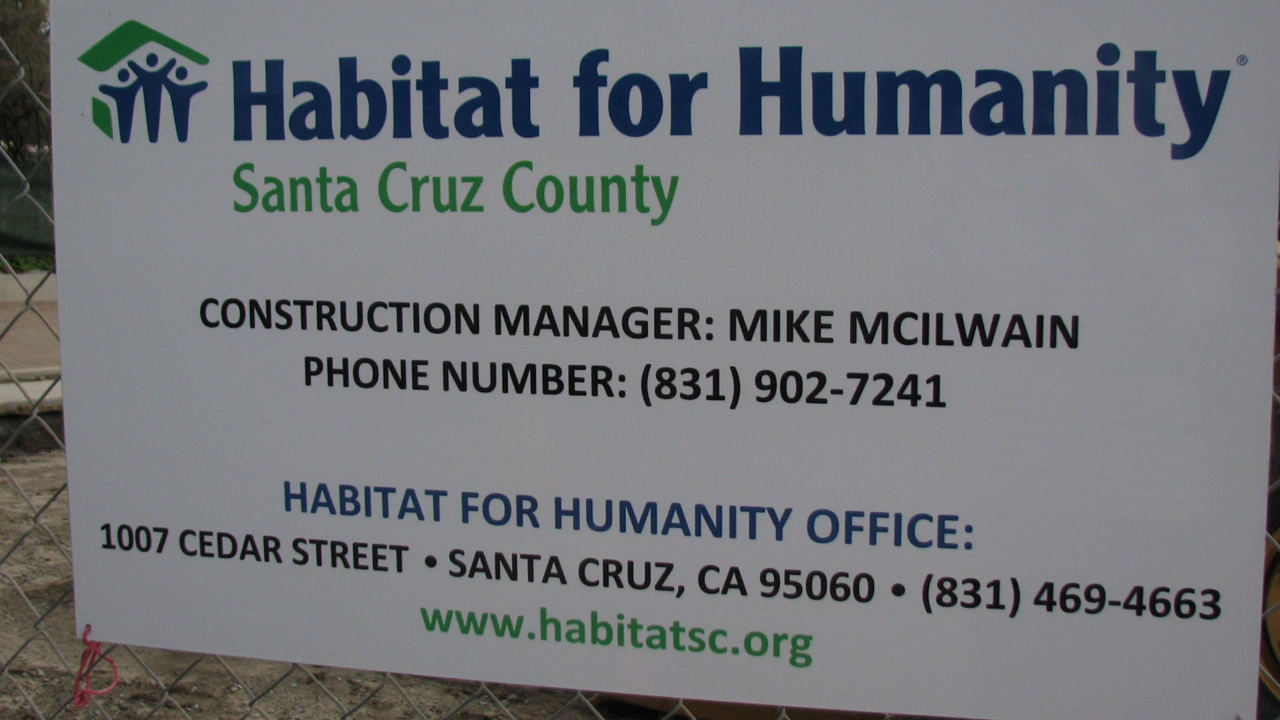 Habitat for Humanity®
Santa Cruz County
CONSTRUCTION MANAGER: MIKE MCILWAIN
PHONE NUMBER: (831) 902-7241
HABITAT FOR HUMANITY OFFICE:
1007 CEDAR STREET • SANTA CRUZ, CA 95060 • (831) 469-4663
www.habitatsc.org